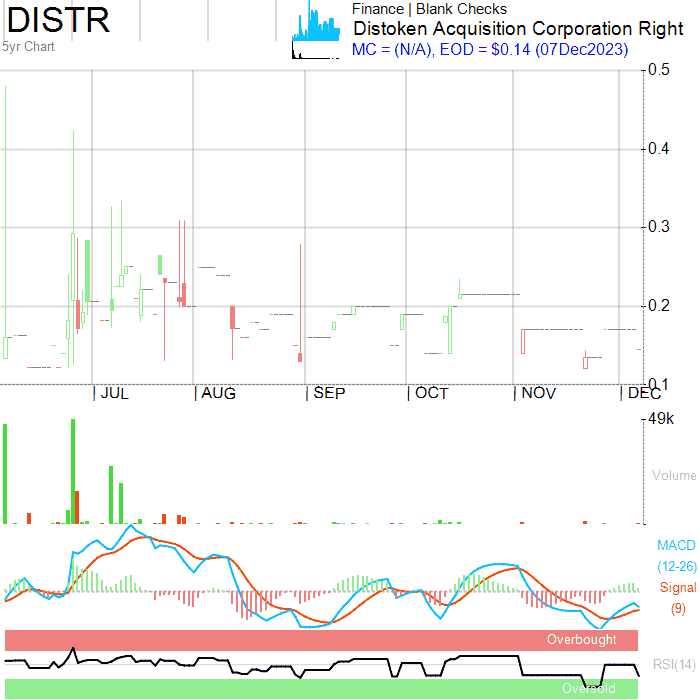 DISTR
5yr Chart
Finance | Blank Checks
Distoken Acquisition Corporation Right
MC = (N/A), EOD = $0.14 (07Dec2023)
0.5
0.4
0.3
0.2
0.1
| JUL | AUG | SEP | OCT | NOV | DEC
49k
Volume
MACD
(12-26)
Signal
(9)
Overbought
RSI(14)
Oversold